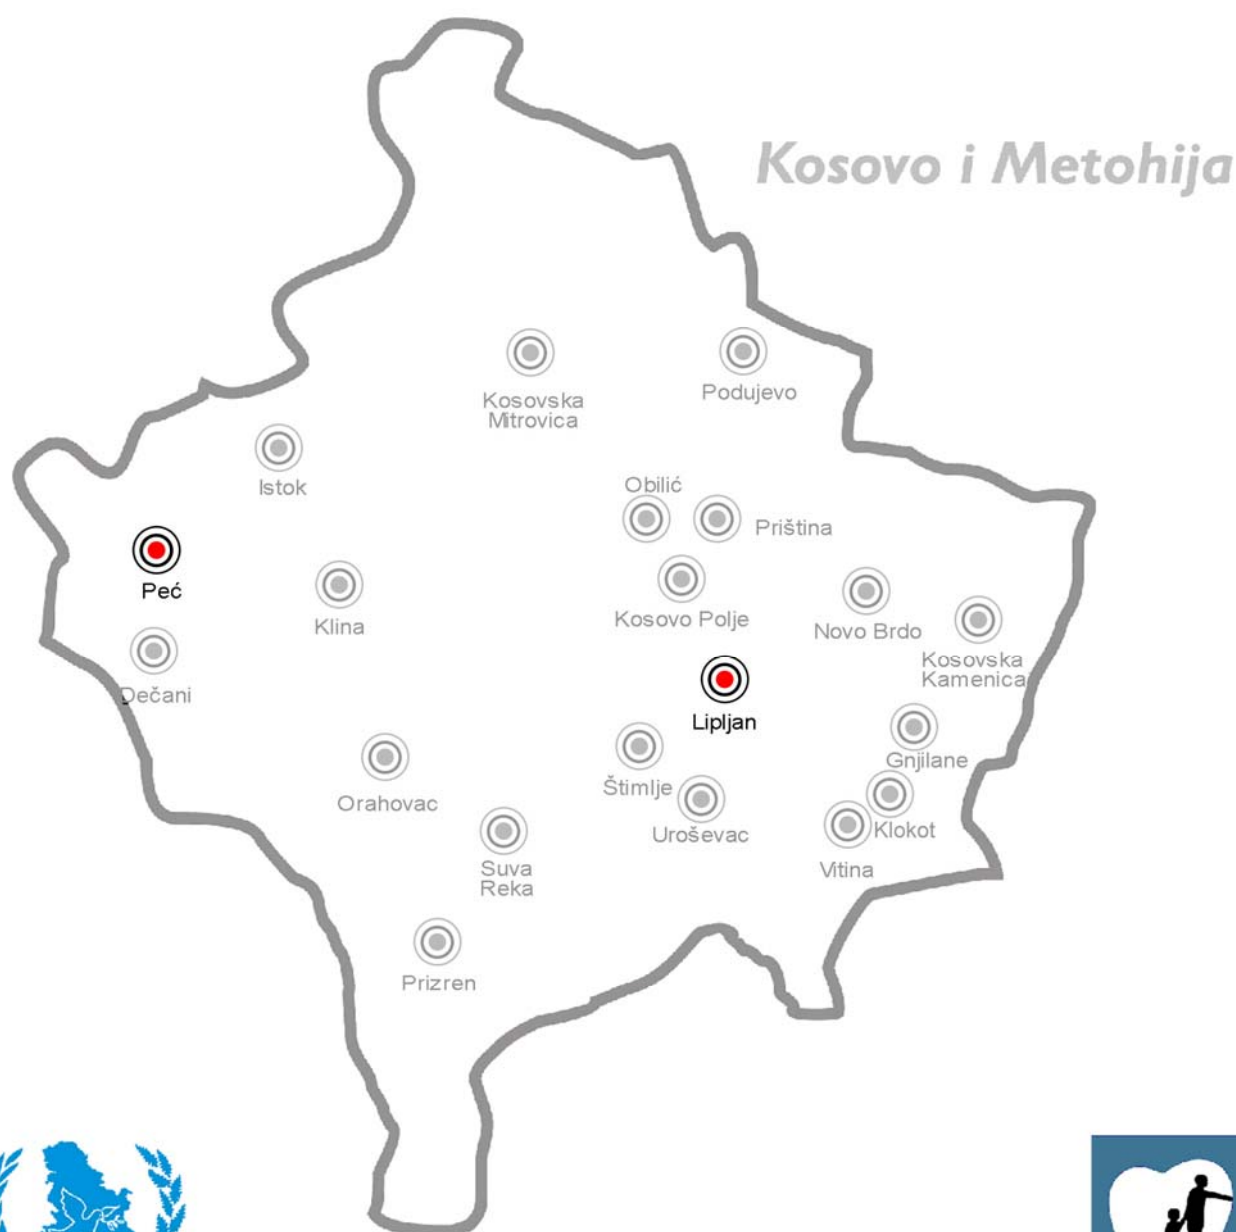 Kosovo i Metohija
Kosovska
Mitrovica
Podujevo
Istok
Obilić
Priština
Peć
Klina
Kosovo Polje
Novo Brdo
Kosovska
Kamenica
Dečani
Lipljan
Gnjilane
Štimlje
Orahovac
Uroševac
Klokot
Suva
Reka
Vitina
Prizren